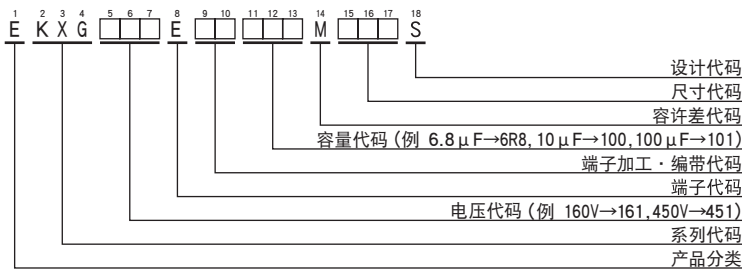 1 2 3 4 5 6 7 8 9 10 11 12 13 14 15 16 17 18
E K X G □□□ E □□ □□□ M □□□ S
设计代码
尺寸代码
容许差代码
容量代码 (例 6.8μF→6R8, 10μF→100, 100μF→101)
端子加工・编带代码
端子代码
电压代码 (例 160V→161, 450V→451)
系列代码
产品分类